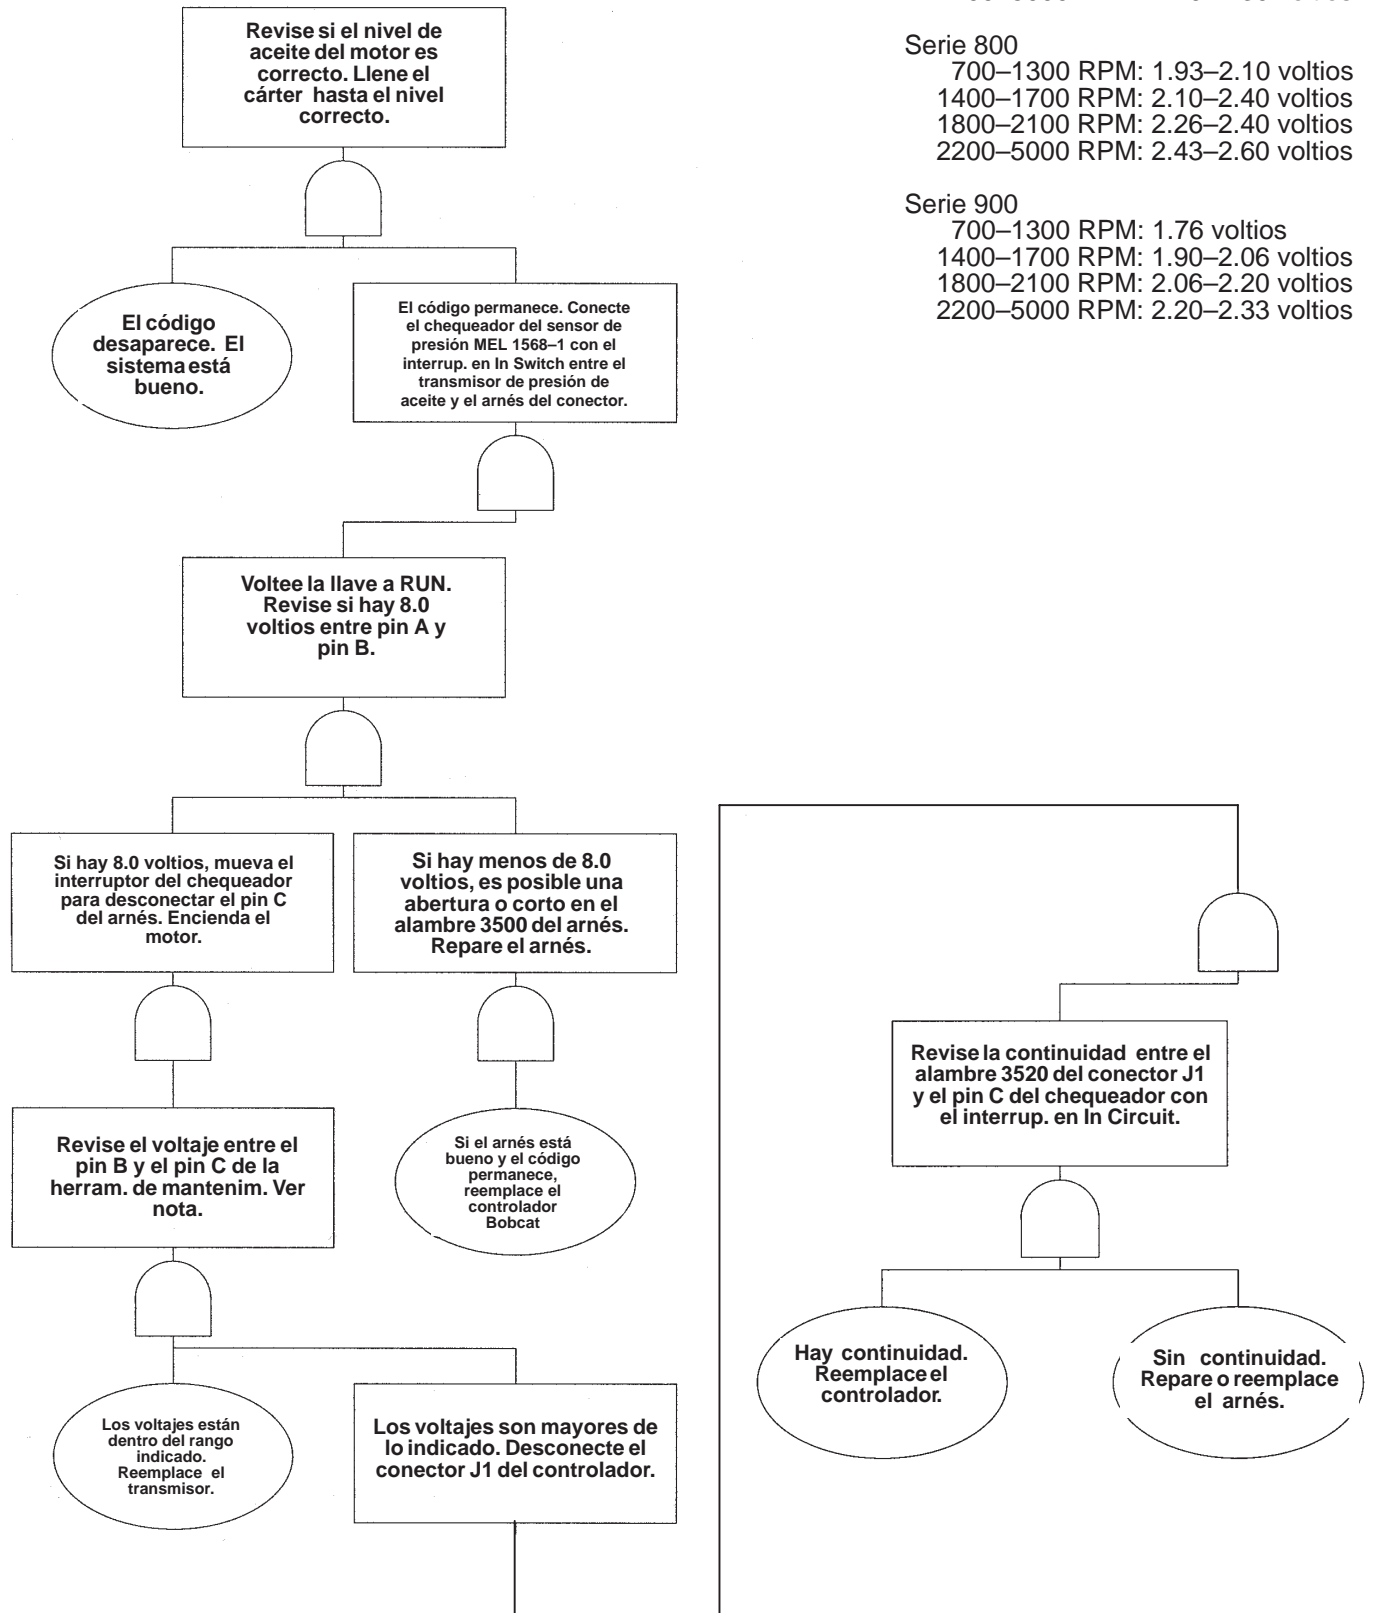 Revise si el nivel de
aceite del motor es
correcto. Llene el
cárter hasta el nivel
correcto.
El código
desaparece. El
sistema está
bueno.
El código permanece. Conecte
el chequeador del sensor de
presión MEL 1568–1 con el
interrup. en In Switch entre el
transmisor de presión de
aceite y el arnés del conector.
Voltee la llave a RUN.
Revise si hay 8.0
voltios entre pin A y
pin B.
Si hay 8.0 voltios, mueva el
interruptor del chequeador
para desconectar el pin C
del arnés. Encienda el
motor.
Si hay menos de 8.0
voltios, es posible una
abertura o corto en el
alambre 3500 del arnés.
Repare el arnés.
Revise el voltaje entre el
pin B y el pin C de la
herram. de mantenim. Ver
nota.
Si el arnés está
bueno y el código
permanece,
reemplace el
controlador
Bobcat
Los voltajes están
dentro del rango
indicado.
Reemplace el
transmisor.
Los voltajes son mayores de
lo indicado. Desconecte el
conector J1 del controlador.
Serie 800
700–1300 RPM: 1.93–2.10 voltios
1400–1700 RPM: 2.10–2.40 voltios
1800–2100 RPM: 2.26–2.40 voltios
2200–5000 RPM: 2.43–2.60 voltios
Serie 900
700–1300 RPM: 1.76 voltios
1400–1700 RPM: 1.90–2.06 voltios
1800–2100 RPM: 2.06–2.20 voltios
2200–5000 RPM: 2.20–2.33 voltios
Revise la continuidad entre el
alambre 3520 del conector J1
y el pin C del chequeador con
el interrup. en In Circuit.
Hay continuidad.
Reemplace el
controlador.
Sin continuidad.
Repare o reemplace
el arnés.